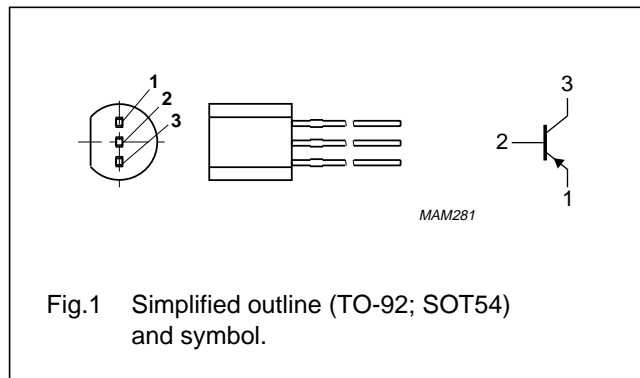 1
2
3
3
2
1
MAM281
Fig.1 Simplified outline (TO-92; SOT54)
and symbol.